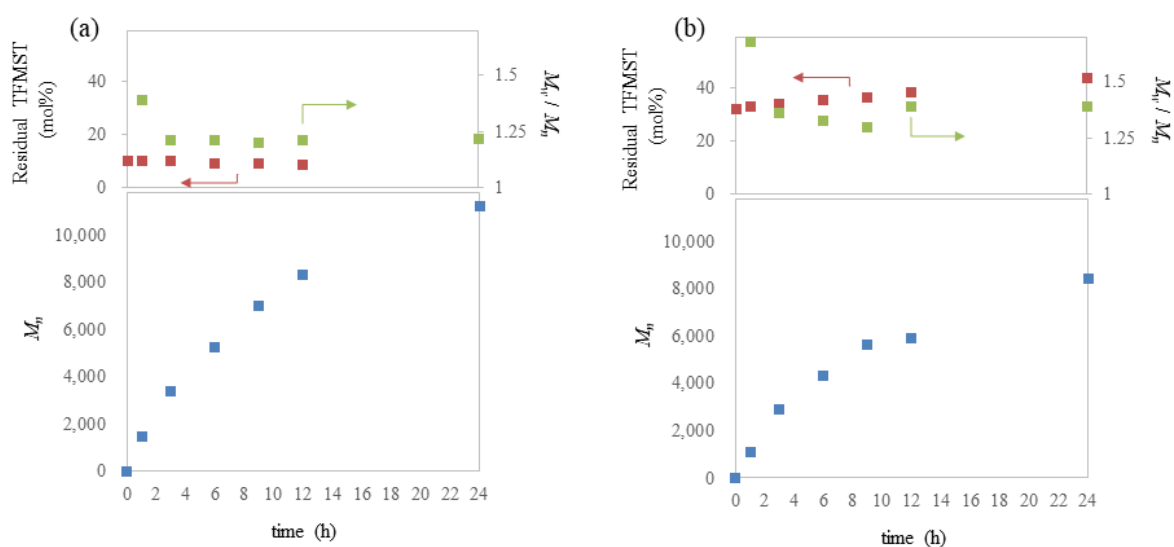 (a)
Residual TFMST
(mol%)
40
20
0
1.5
1.25
1
Mw / Mn
10,000
8,000
6,000
4,000
2,000
0
Mn
0 2 4 6 8 10 12 14 16 18 20 22 24
time (h)
(b)
Residual TFMST
(mol%)
60
40
20
0
1.5
1.25
1
Mw / Mn
10,000
8,000
6,000
4,000
2,000
0
Mn
0 2 4 6 8 10 12 14 16 18 20 22 24
time (h)